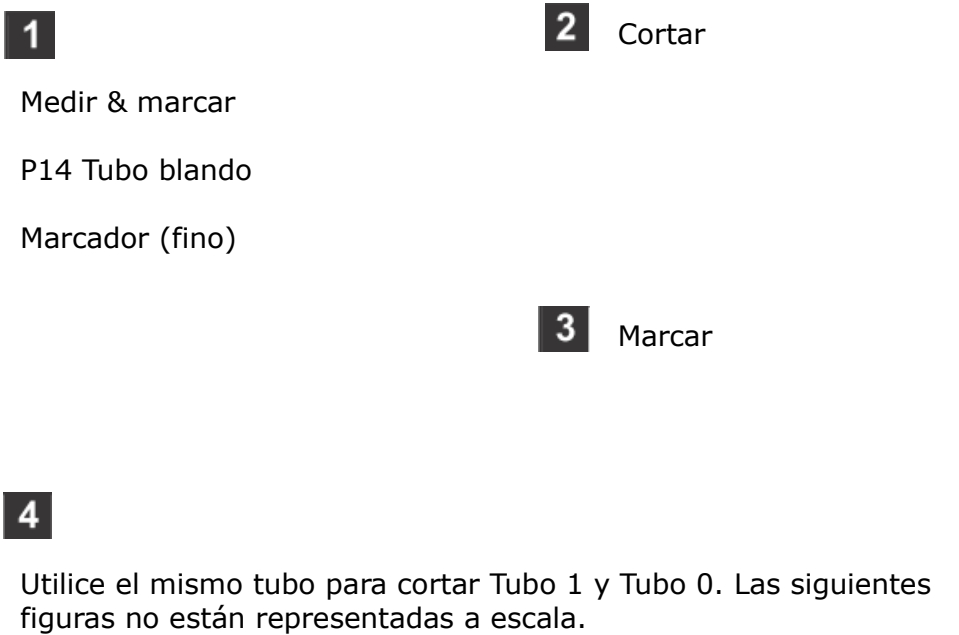 1
Medir & marcar
P14 Tubo blando
Marcador (fino)
2 Cortar
3 Marcar
4
Utilice el mismo tubo para cortar Tubo 1 y Tubo 0. Las siguientes
figuras no están representadas a escala.